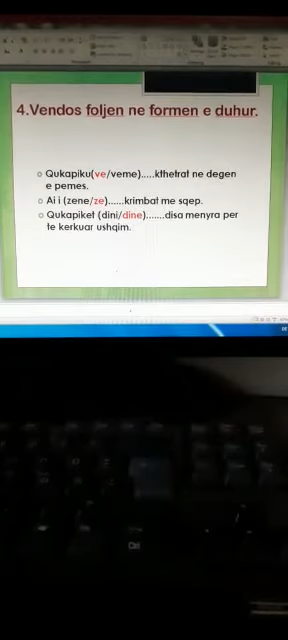 4.Vendos foljen ne formen e duhur.
o Qukapiku(ve/veme).....kthetrat ne degen
e pemes.
o Ai i (zene/ze)......krimbat me sqep.
o Qukapiket (dini/dine).......disa menyra per
te kerkuar ushqim.
Ctrl